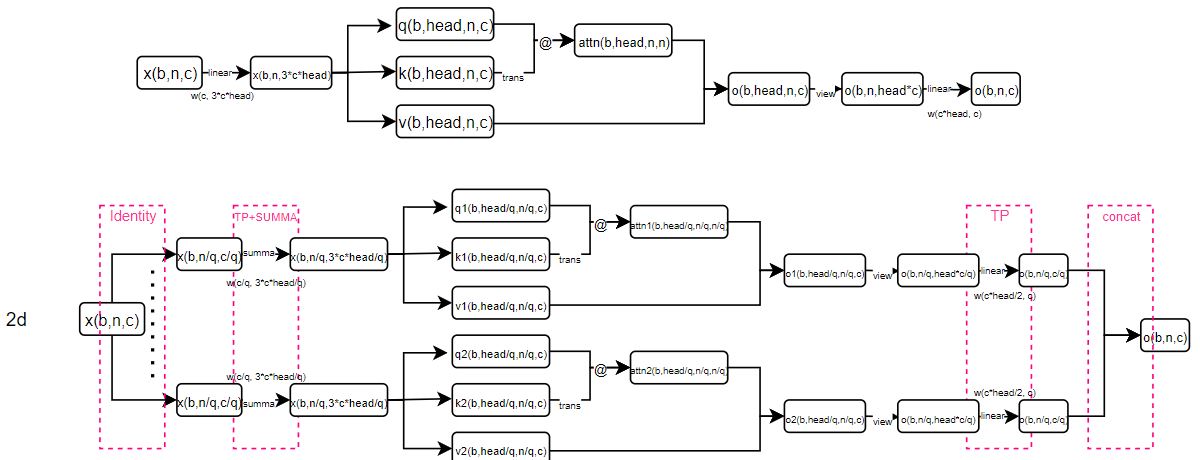 q(b,head,n,c)
@
attn(b,head,n,n)
x(b,n,c)
linear
x(b,n,3*c*head)
k(b,head,n,c)
trans
w(c, 3*c*head)
o(b,head,n,c)
view
o(b,n,head*c)
linear
o(b,n,c)
w(c*head, c)
v(b,head,n,c)
Identity
TP+SUMMA
q1(b,head/q,n/q,c)
TP
concat
@
attn1(b,head/q,n/q,n/q)
x(b,n/q,c/q)
summa
x(b,n/q,3*c*head/q)
k1(b,head/q,n/q,c)
trans
w(c/q, 3*c*head/q)
o1(b,head/q,n/q,c)
view
o(b,n/q,head*c/q)
linear
o(b,n/q,c/q)
w(c*head/2, q)
v1(b,head/q,n/q,c)
2d
x(b,n,c)
o(b,n,c)
q2(b,head/q,n/q,c)
@
attn2(b,head/q,n/q,n/q)
w(c/q, 3*c*head/q)
x(b,n/q,c/q)
summa
x(b,n/q,3*c*head/q)
k2(b,head/q,n/q,c)
trans
w(c*head/2, q)
o2(b,head/q,n/q,c)
view
o(b,n/q,head*c/q)
linear
o(b,n/q,c/q)
v2(b,head/q,n/q,c)